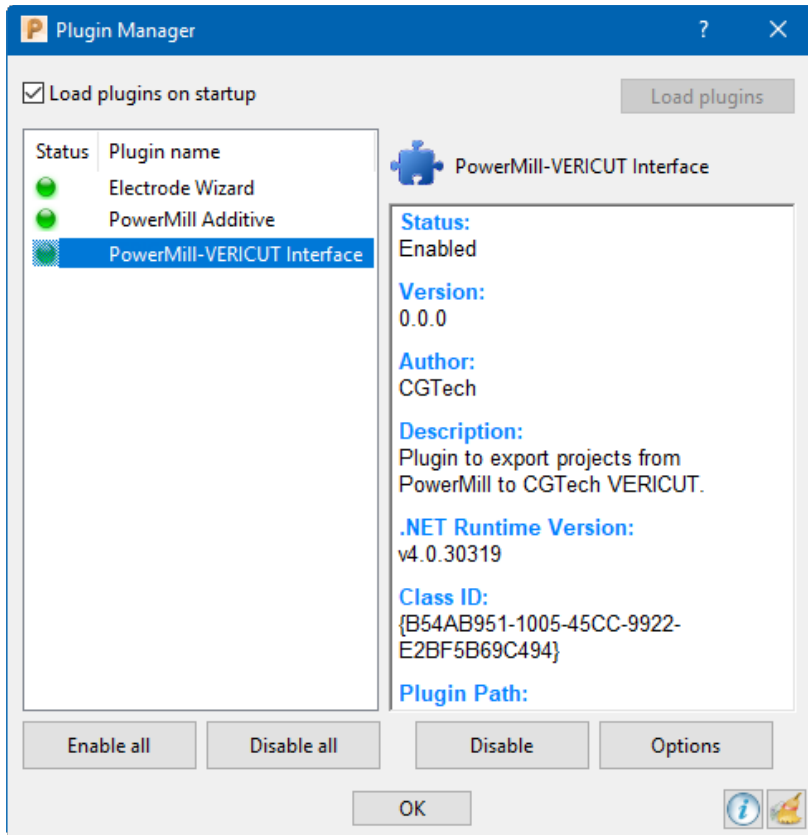 Plugin Manager
?
Load plugins on startup
Load plugins
Status Plugin name
Electrode Wizard
PowerMill Additive
PowerMill-VERICUT Interface
PowerMill-VERICUT Interface
Status:
Enabled
Version:
0.0.0
Author:
CGTech
Description:
Plugin to export projects from
PowerMill to CGTech VERICUT.
.NET Runtime Version:
v4.0.30319
Class ID:
{B54AB951-1005-45CC-9922-
E2BF5B69C494}
Plugin Path:
Enable all
Disable all
Disable
Options
OK